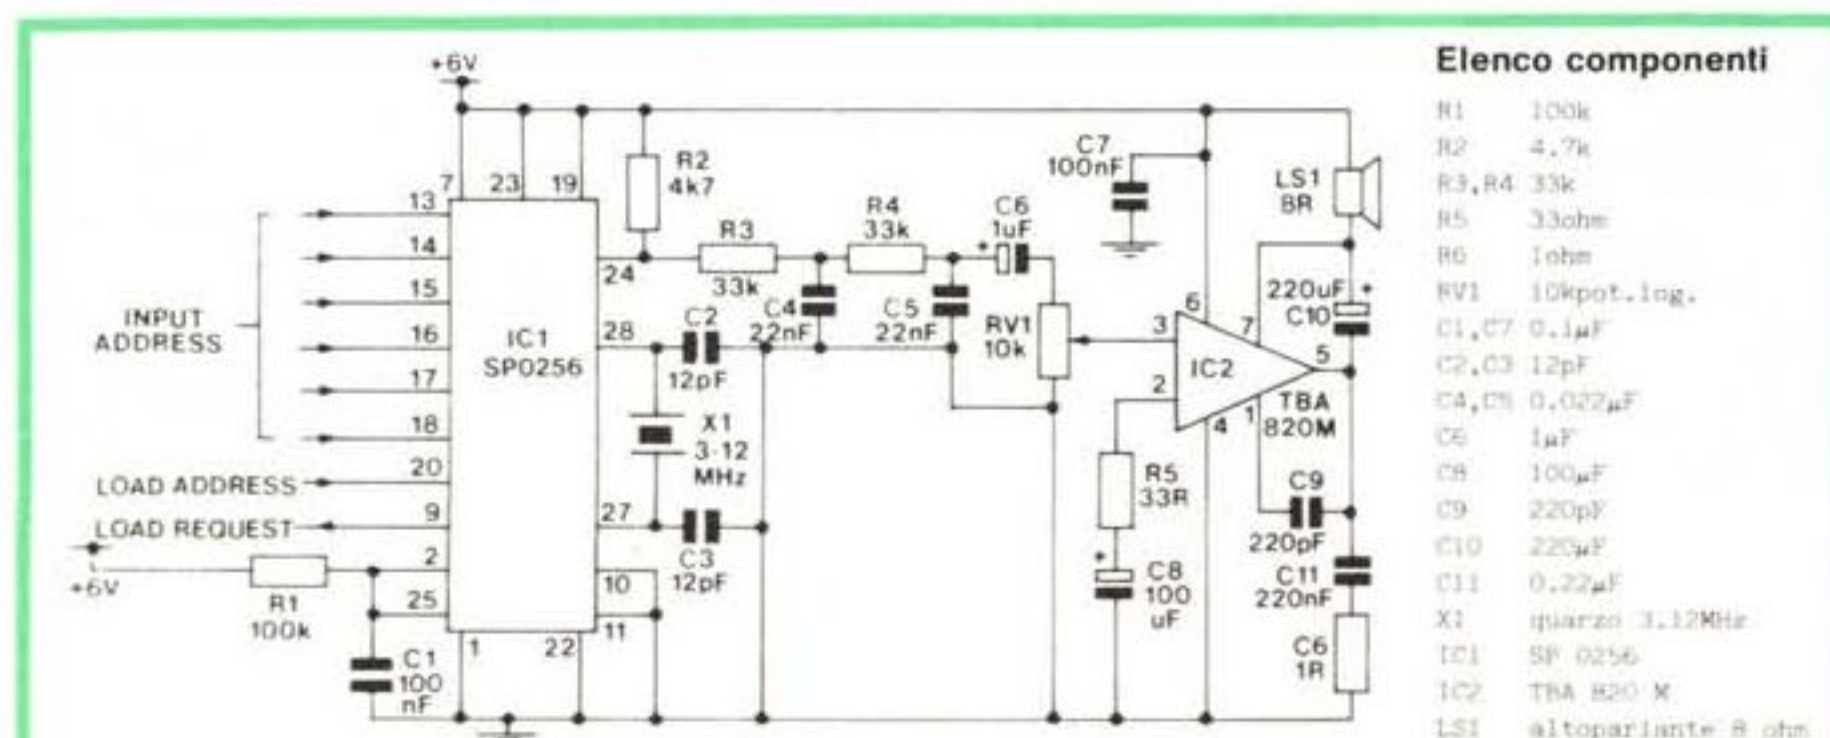 +6V
7
23
19
13
14
15
16
17
18
20
9
2
25
1
22
24
28
27
10
11
INPUT
ADDRESS
LOAD ADDRESS
LOAD REQUEST
+6V
R1
100k
C1
100
nF
IC1
SP0256
R2
4k7
R3
33k
C4
22nF
R4
33k
C5
22nF
C6
1uF
C2
12pF
X1
3·12
MHz
C3
12pF
RV1
10k
C7
100nF
LS1
8R
220uF +
C10
3
2
6
7
5
1
4
IC2
TBA
820M
R5
33R
+
C8
100
uF
C9
220pF
C11
220nF
C6
1R
Elenco componenti
R1 100k
R2 4.7k
R3,R4 33k
R5 33ohm
R6 1ohm
RV1 10kpot.log.
C1,C7 0.1µF
C2,C3 12pF
C4,C5 0.022µF
C6 1µF
C8 100µF
C9 220pF
C10 220µF
C11 0.22µF
X1 quarzo 3.12MHz
IC1 SP 0256
IC2 TBA 820 M
LS1 altoparlante 8 ohm